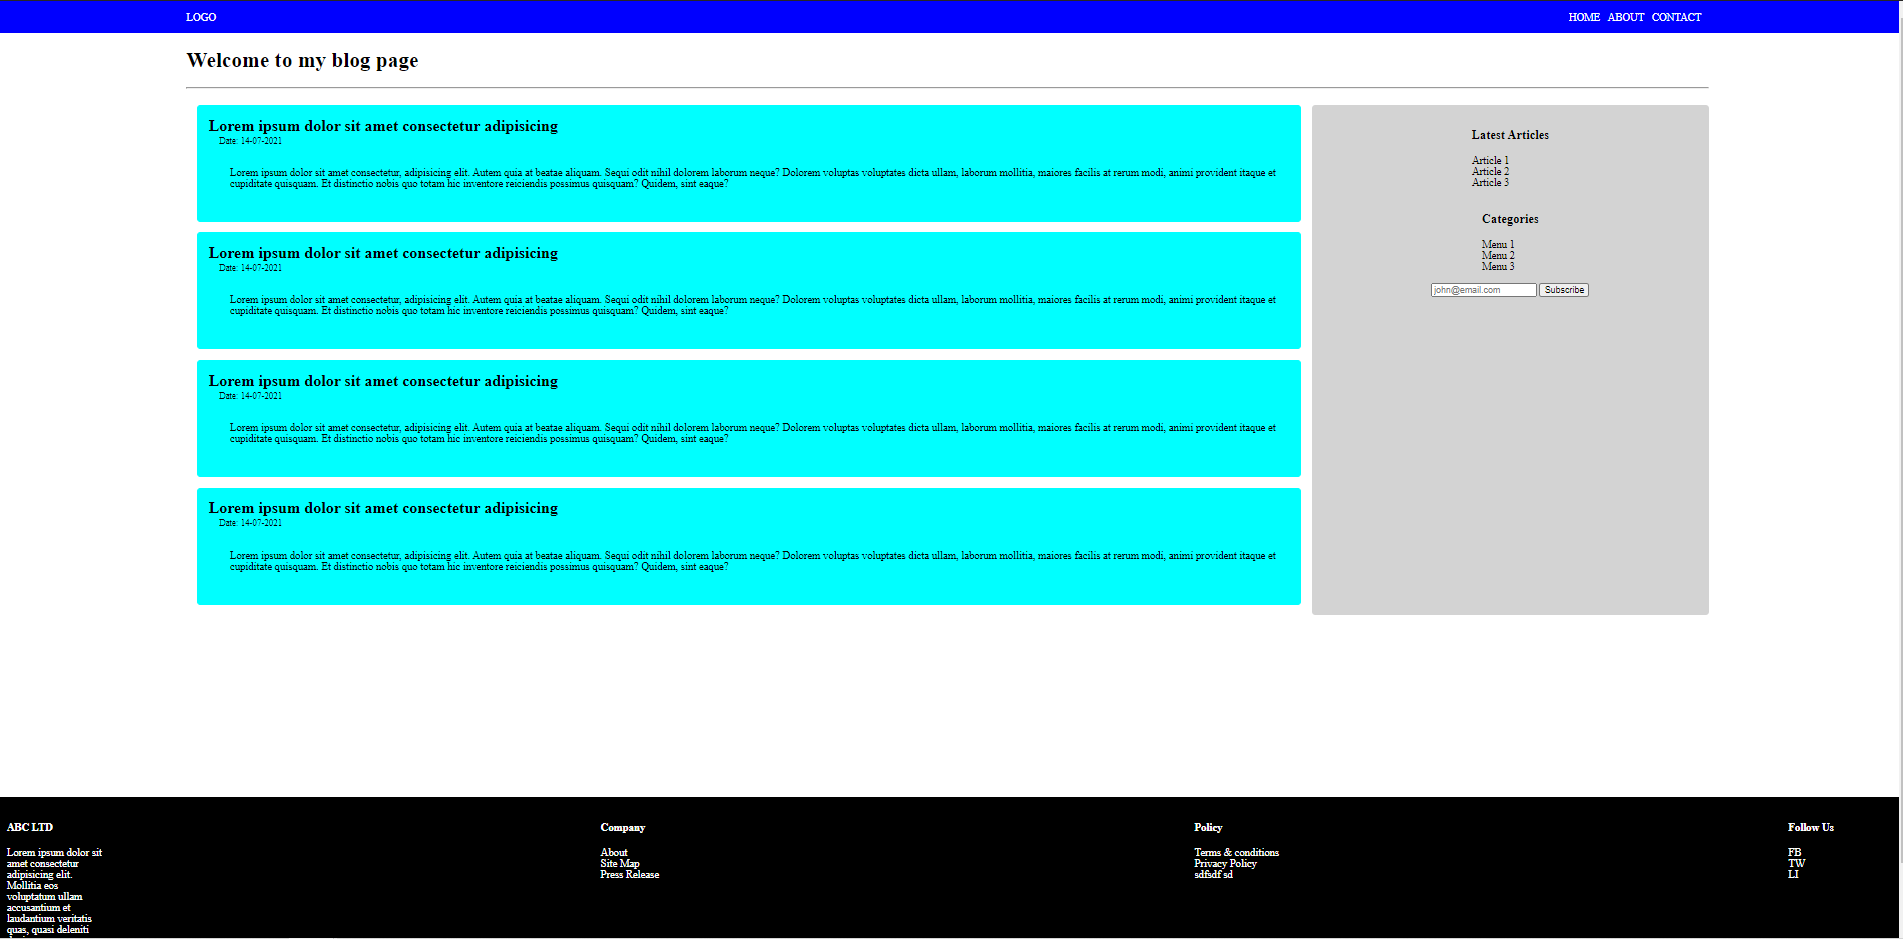 LOGO
HOME ABOUT CONTACT
Welcome to my blog page
Lorem ipsum dolor sit amet consectetur adipisicing
Date: 14-07-2021
Lorem ipsum dolor sit amet consectetur, adipisicing elit. Autem quia at beatae aliquam. Sequi odit nihil dolorem laborum neque? Dolorem voluptas voluptates dicta ullam, laborum mollitia, maiores facilis at rerum modi, animi provident itaque et
cupiditate quisquam. Et distinctio nobis quo totam hic inventore reiciendis possimus quisquam? Quidem, sint eaque?
Lorem ipsum dolor sit amet consectetur adipisicing
Date: 14-07-2021
Lorem ipsum dolor sit amet consectetur, adipisicing elit. Autem quia at beatae aliquam. Sequi odit nihil dolorem laborum neque? Dolorem voluptas voluptates dicta ullam, laborum mollitia, maiores facilis at rerum modi, animi provident itaque et
cupiditate quisquam. Et distinctio nobis quo totam hic inventore reiciendis possimus quisquam? Quidem, sint eaque?
Lorem ipsum dolor sit amet consectetur adipisicing
Date: 14-07-2021
Lorem ipsum dolor sit amet consectetur, adipisicing elit. Autem quia at beatae aliquam. Sequi odit nihil dolorem laborum neque? Dolorem voluptas voluptates dicta ullam, laborum mollitia, maiores facilis at rerum modi, animi provident itaque et
cupiditate quisquam. Et distinctio nobis quo totam hic inventore reiciendis possimus quisquam? Quidem, sint eaque?
Lorem ipsum dolor sit amet consectetur adipisicing
Date: 14-07-2021
Lorem ipsum dolor sit amet consectetur, adipisicing elit. Autem quia at beatae aliquam. Sequi odit nihil dolorem laborum neque? Dolorem voluptas voluptates dicta ullam, laborum mollitia, maiores facilis at rerum modi, animi provident itaque et
cupiditate quisquam. Et distinctio nobis quo totam hic inventore reiciendis possimus quisquam? Quidem, sint eaque?
Latest Articles
Article 1
Article 2
Article 3
Categories
Menu 1
Menu 2
Menu 3
john@email.com Subscribe
ABC LTD
Lorem ipsum dolor sit
amet consectetur
adipisicing elit.
Mollitia eos
voluptatum ullam
accusantium et
laudantium veritatis
quas, quasi deleniti
Company
About
Site Map
Press Release
Policy
Terms & conditions
Privacy Policy
sdfsdf sd
Follow Us
FB
TW
LI